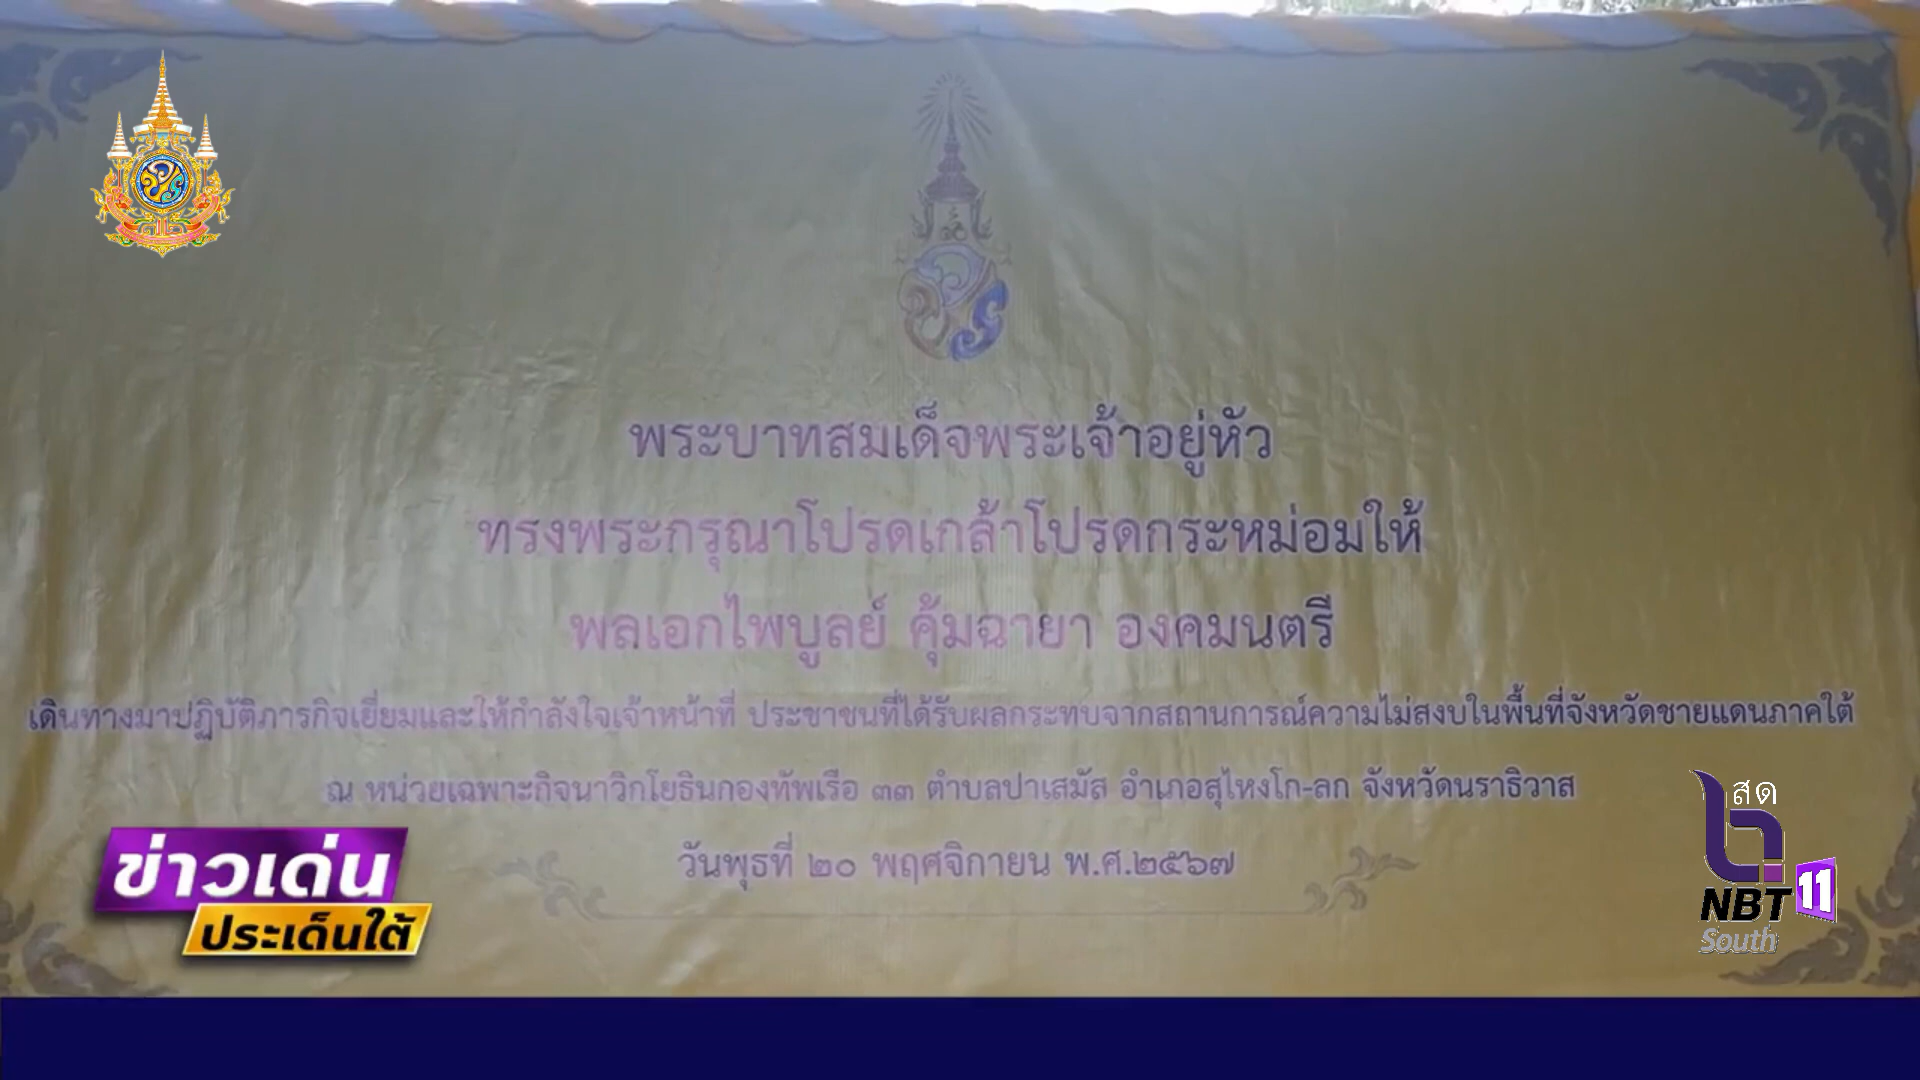 พระบาทสมเด็จพระเจ้าอยู่หัว
ทรงพระกรุณาโปรดเกล้าโปรดกระหม่อมให้
พลเอกไพบูลย์ คุ้มฉายา องคมนตรี
เดินทางมาปฏิบัติภารกิจเยี่ยมและให้กำลังใจเจ้าหน้าที่ ประชาชนที่ได้รับผลกระทบจากสถานการณ์ความไม่สงบในพื้นที่จังหวัดชายแดนภาคใต้
ณ หน่วยเฉพาะกิจนาวิกโยธินกองทัพเรือ ๓๓ ตำบลปาเสมัส อำเภอสุไหงโก-ลก จังหวัดนราธิวาส
วันพุธที่ ๒๐ พฤศจิกายน พ.ศ.๒๕๖๗
ข่าวเด่น
ประเด็นใต้
สด
NBT 11
South